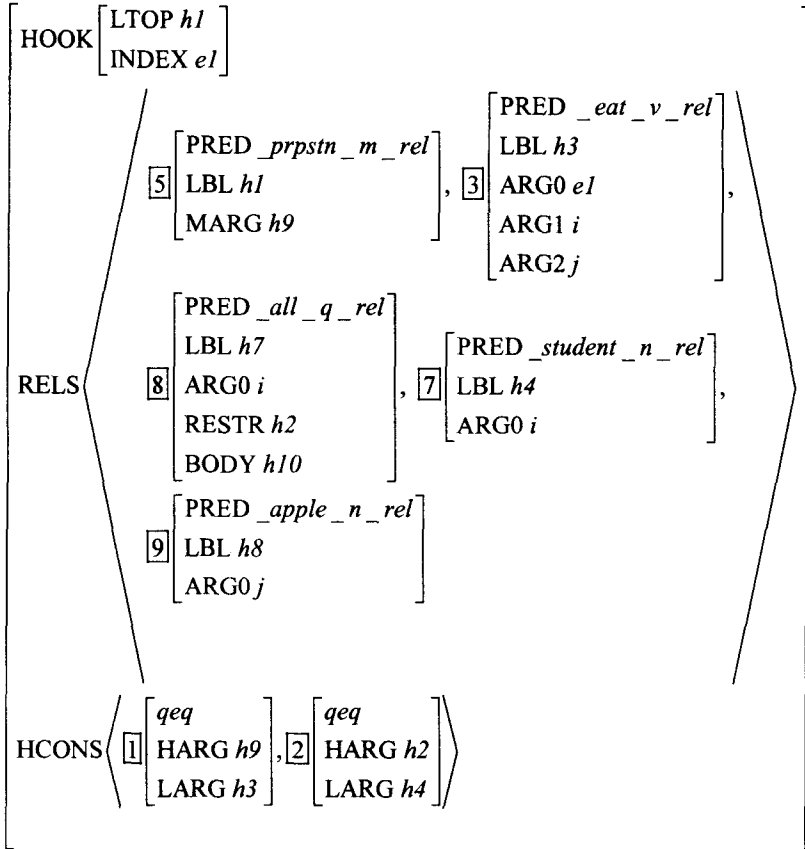 HOOK [LTOP h1
INDEX e1]
RELS
5 [PRED _prpstn_m_rel
LBL h1
MARG h9],
3 [PRED _eat_v_rel
LBL h3
ARG0 e1
ARG1 i
ARG2 j],
8 [PRED _all_q_rel
LBL h7
ARG0 i
RESTR h2
BODY h10],
7 [PRED _student_n_rel
LBL h4
ARG0 i],
9 [PRED _apple_n_rel
LBL h8
ARG0 j]
HCONS 1 [qeq
HARG h9
LARG h3],
2 [qeq
HARG h2
LARG h4]